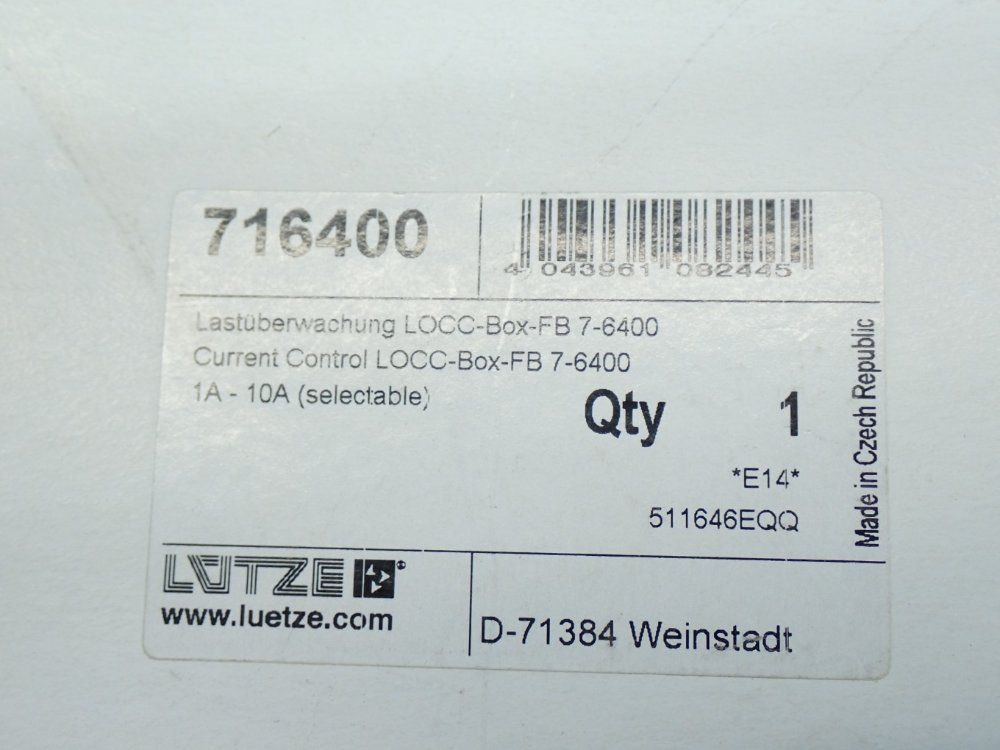 716400
4 043961 082445
Lastüberwachung LOCC-Box-FB 7-6400
Current Control LOCC-Box-FB 7-6400
1A - 10A (selectable)
Qty 1
*E14*
511646EQQ
Made in Czech Republic
LÜTZE
www.luetze.com
D-71384 Weinstadt